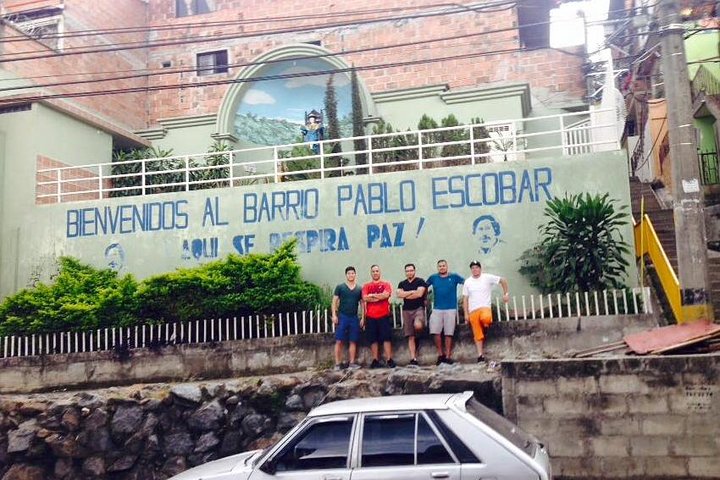 BIENVENIDOS AL BARRIO PABLO ESCOBAR
AQUI SE RESPIRA PAZ!